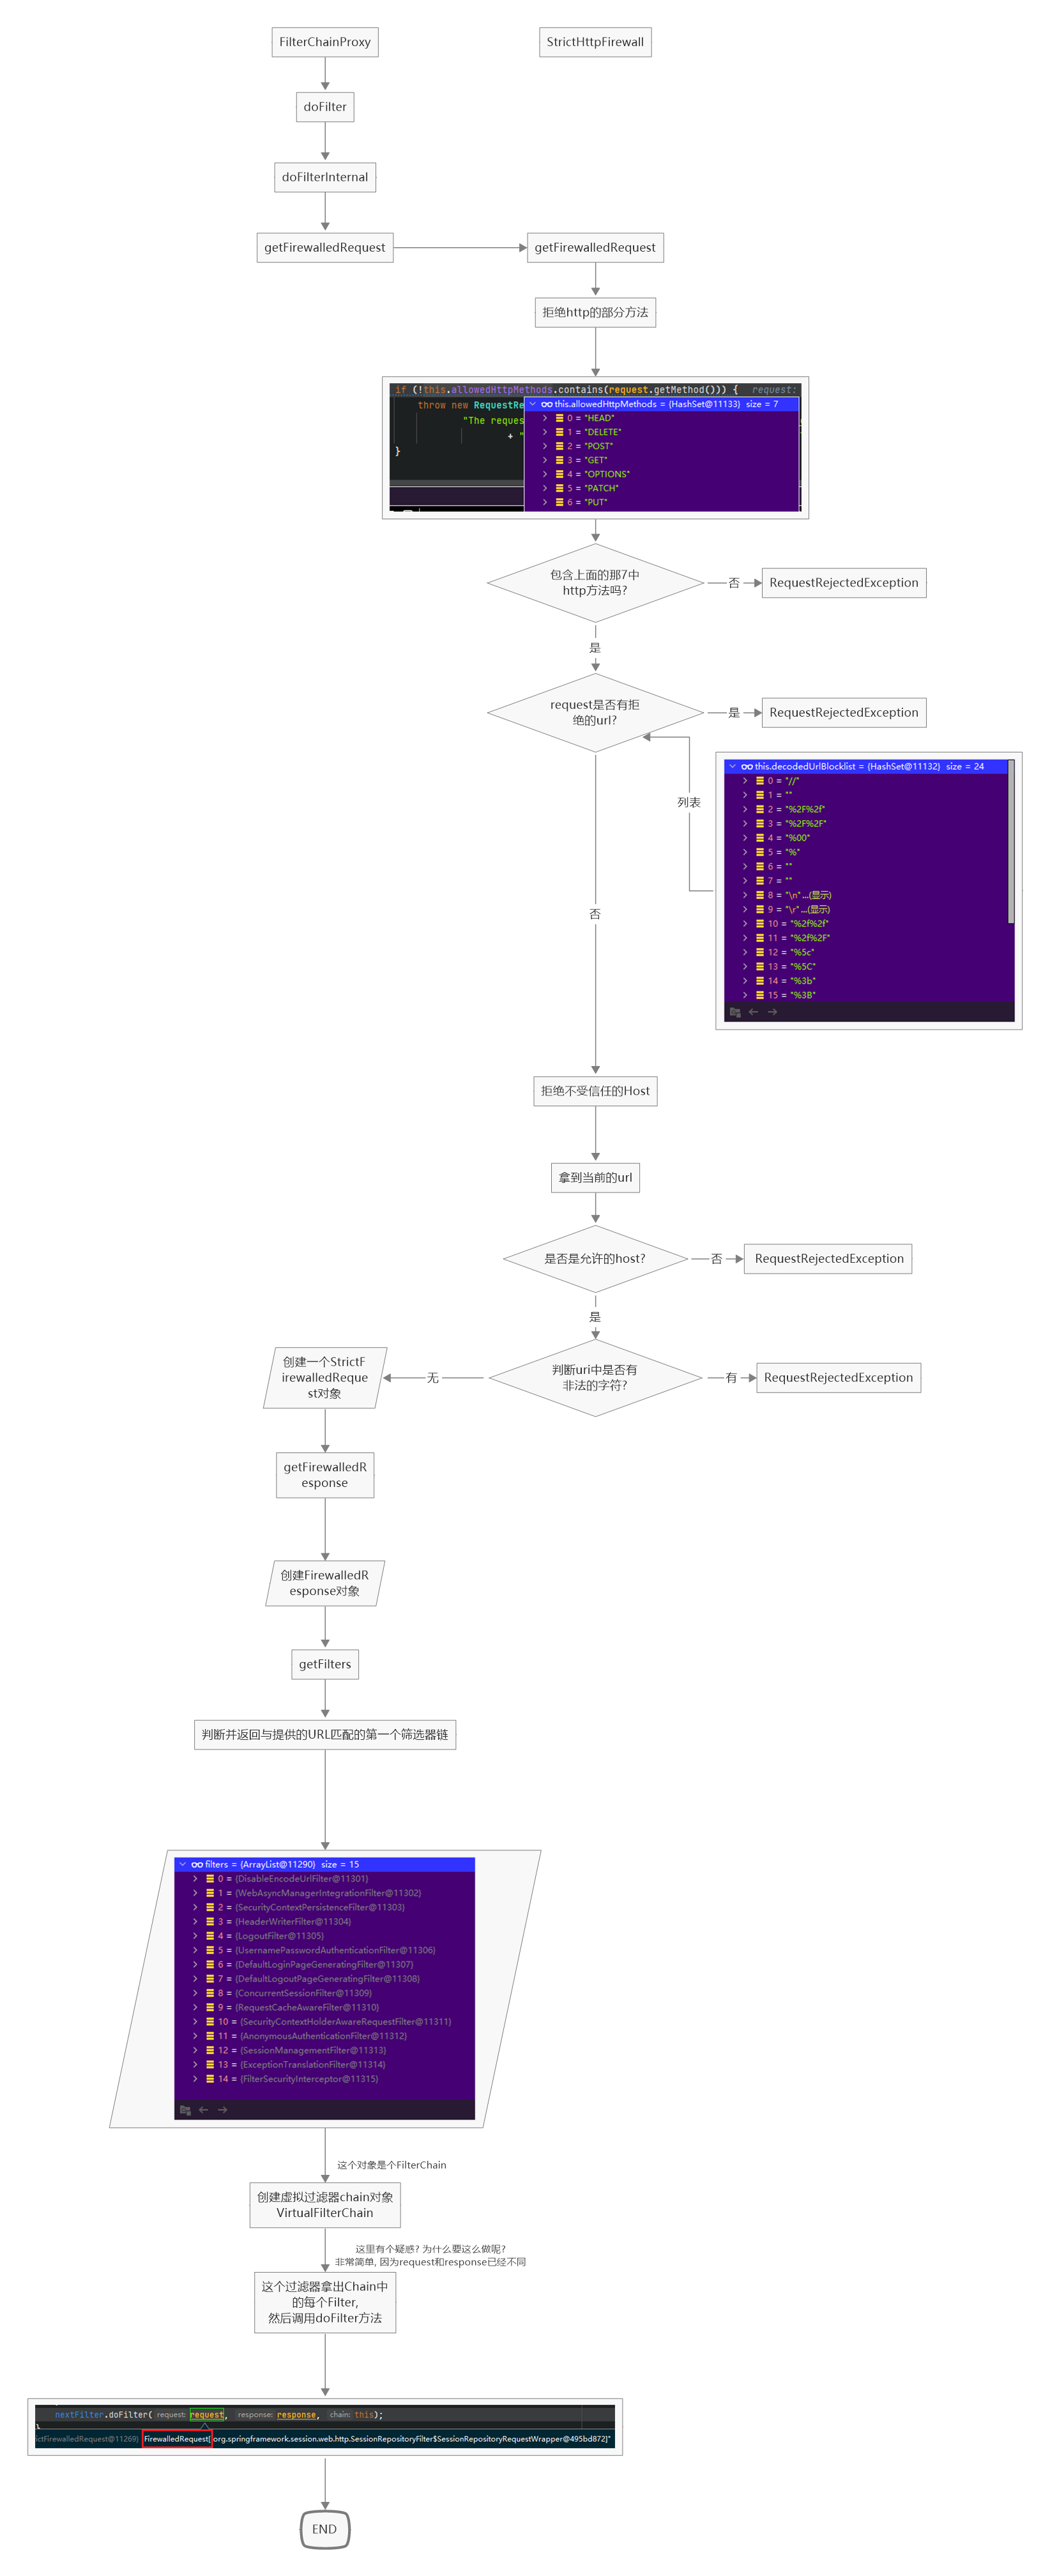 FilterChainProxy
StrictHttpFirewall
doFilter
doFilterInternal
getFirewalledRequest
getFirewalledRequest
拒绝http的部分方法
if (!this.allowedHttpMethods.contains(request.getMethod())) { request:
throw new RequestRe
this.allowedHttpMethods = {HashSet@11133} size = 7
"The reques
0 = "HEAD"
+ "
1 = "DELETE"
}
2 = "POST"
3 = "GET"
4 = "OPTIONS"
5 = "PATCH"
6 = "PUT"
包含上面的那7中
http方法吗?
否
RequestRejectedException
是
request是否有拒
绝的url?
是
RequestRejectedException
列表
this.decodedUrlBlocklist = {HashSet@11132} size = 24
0 = "//"
1 = ""
2 = "%2F%2f"
3 = "%2F%2F"
4 = "%00"
5 = "%"
6 = ""
7 = ""
8 = "\n" ...(显示)
9 = "\r" ...(显示)
10 = "%2f%2f"
11 = "%2f%2F"
12 = "%5c"
13 = "%5C"
14 = "%3b"
15 = "%3B"
否
拒绝不受信任的Host
拿到当前的url
是否是允许的host?
否
RequestRejectedException
是
判断uri中是否有
非法的字符?
有
RequestRejectedException
无
创建一个StrictF
irewalledReque
st对象
getFirewalledR
esponse
创建FirewalledR
esponse对象
getFilters
判断并返回与提供的URL匹配的第一个筛选器链
filters = {ArrayList@11290} size = 15
0 = {DisableEncodeUrlFilter@11301}
1 = {WebAsyncManagerIntegrationFilter@11302}
2 = {SecurityContextPersistenceFilter@11303}
3 = {HeaderWriterFilter@11304}
4 = {LogoutFilter@11305}
5 = {UsernamePasswordAuthenticationFilter@11306}
6 = {DefaultLoginPageGeneratingFilter@11307}
7 = {DefaultLogoutPageGeneratingFilter@11308}
8 = {ConcurrentSessionFilter@11309}
9 = {RequestCacheAwareFilter@11310}
10 = {SecurityContextHolderAwareRequestFilter@11311}
11 = {AnonymousAuthenticationFilter@11312}
12 = {SessionManagementFilter@11313}
13 = {ExceptionTranslationFilter@11314}
14 = {FilterSecurityInterceptor@11315}
这个对象是个FilterChain
创建虚拟过滤器chain对象
VirtualFilterChain
这里有个疑惑? 为什么要这么做呢?
非常简单, 因为request和response已经不同
这个过滤器拿出Chain中
的每个Filter,
然后调用doFilter方法
nextFilter.doFilter( request: request, response: response, chain: this);
}
ictFirewalledRequest@11269} FirewalledRequest[ org.springframework.session.web.http.SessionRepositoryFilter$SessionRepositoryRequestWrapper@495bd872]"
END